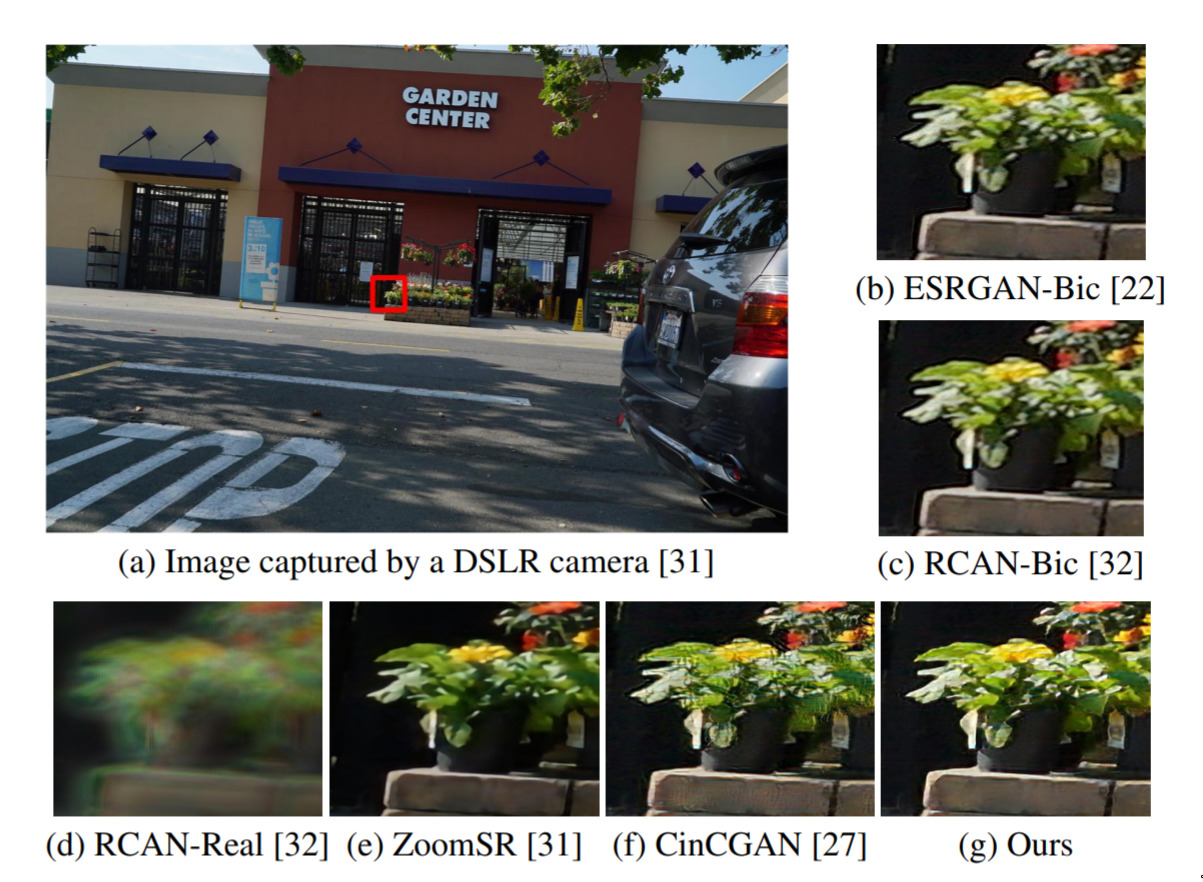 GARDEN
CENTER
STOP
(a) Image captured by a DSLR camera [31]
(b) ESRGAN-Bic [22]
(c) RCAN-Bic [32]
(d) RCAN-Real [32]
(e) ZoomSR [31]
(f) CinCGAN [27]
(g) Ours